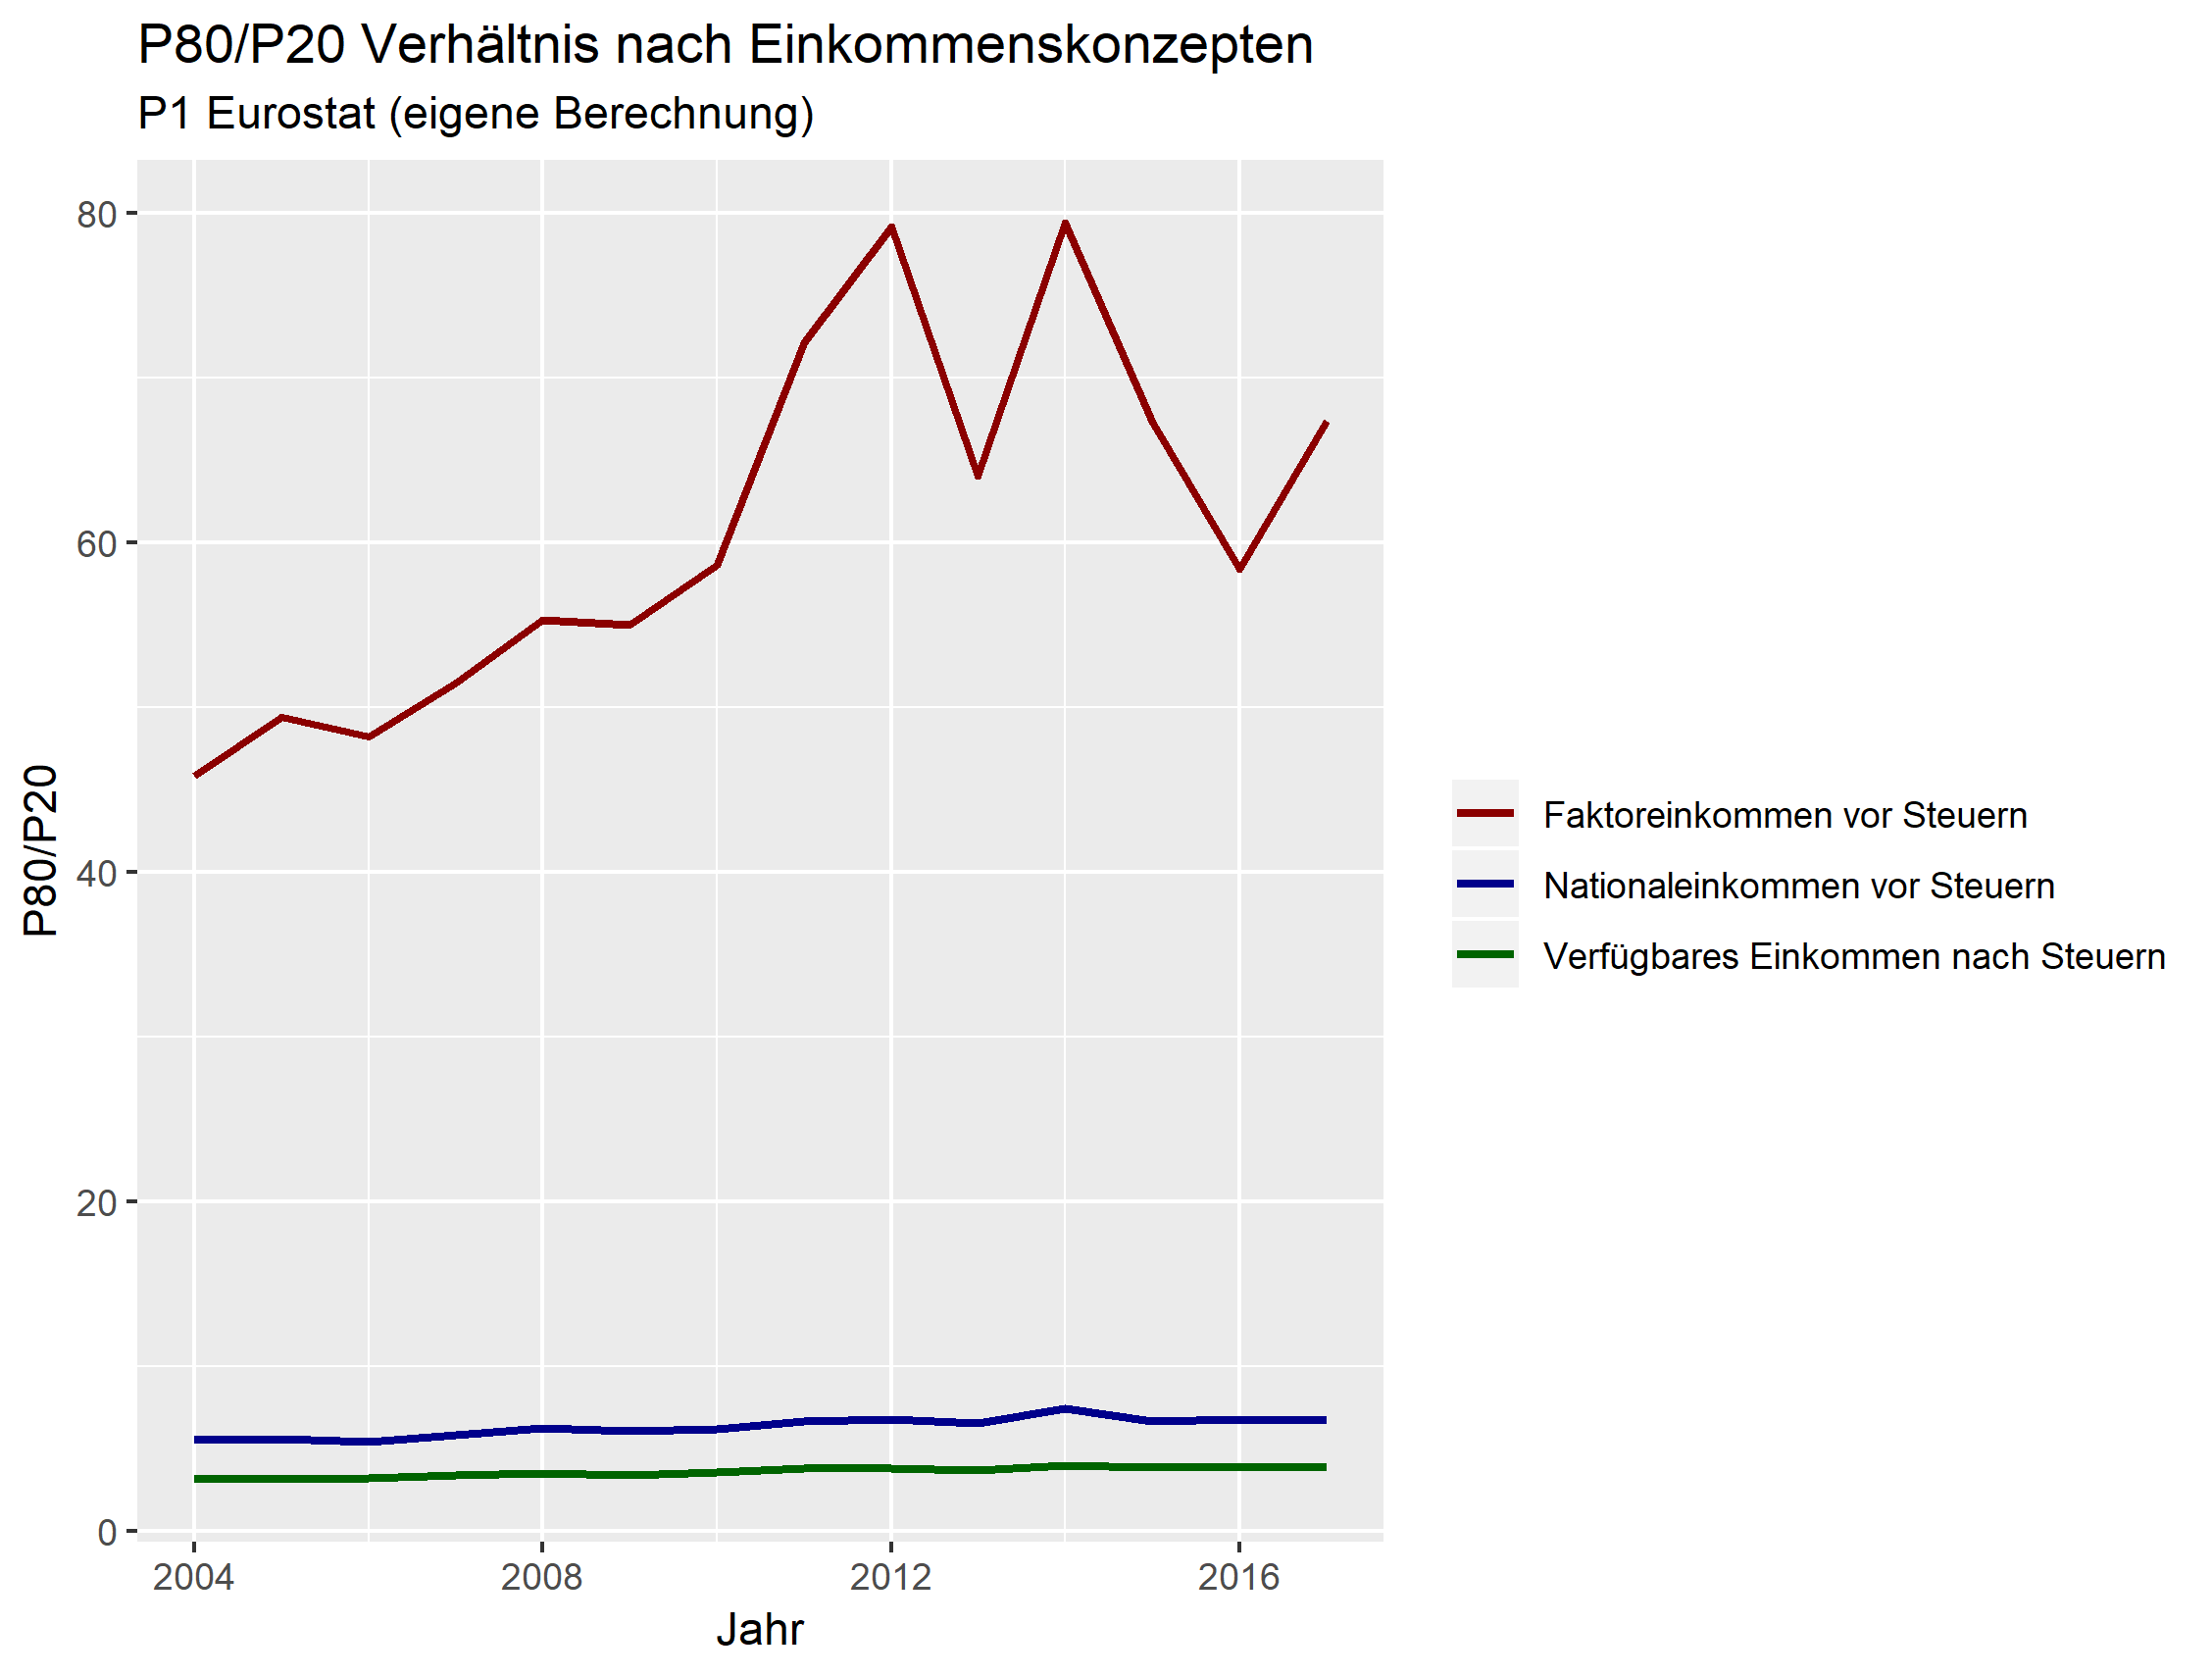 P80/P20 Verhältnis nach Einkommenskonzepten
P1 Eurostat (eigene Berechnung)
P80/P20
80
60
40
20
0
2004
2008
2012
2016
Jahr
Faktoreinkommen vor Steuern
Nationaleinkommen vor Steuern
Verfügbares Einkommen nach Steuern